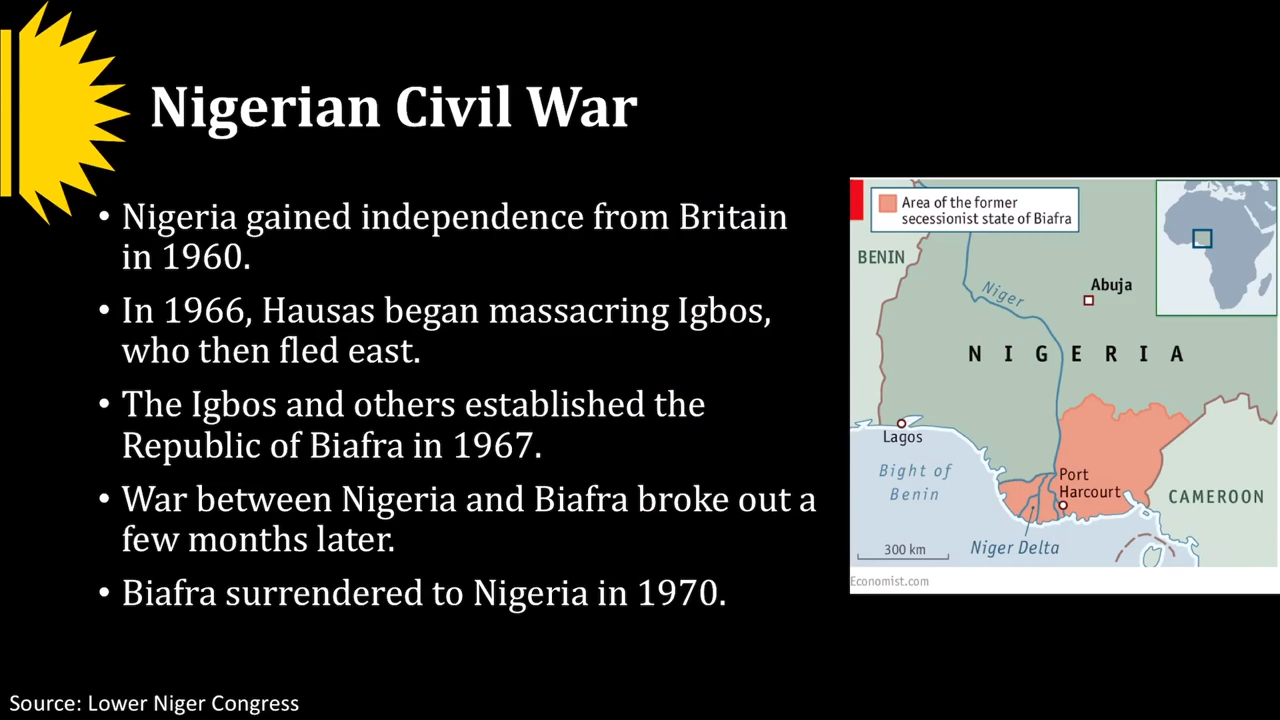 Nigerian Civil War
• Nigeria gained independence from Britain
in 1960.
• In 1966, Hausas began massacring Igbos,
who then fled east.
• The Igbos and others established the
Republic of Biafra in 1967.
• War between Nigeria and Biafra broke out a
few months later.
• Biafra surrendered to Nigeria in 1970.
Area of the former
secessionist state of Biafra
BENIN
Abuja
Niger
NIGERIA
Lagos
Bight of
Benin
Port
Harcourt
CAMEROON
Niger Delta
300 km
Economist.com
Source: Lower Niger Congress